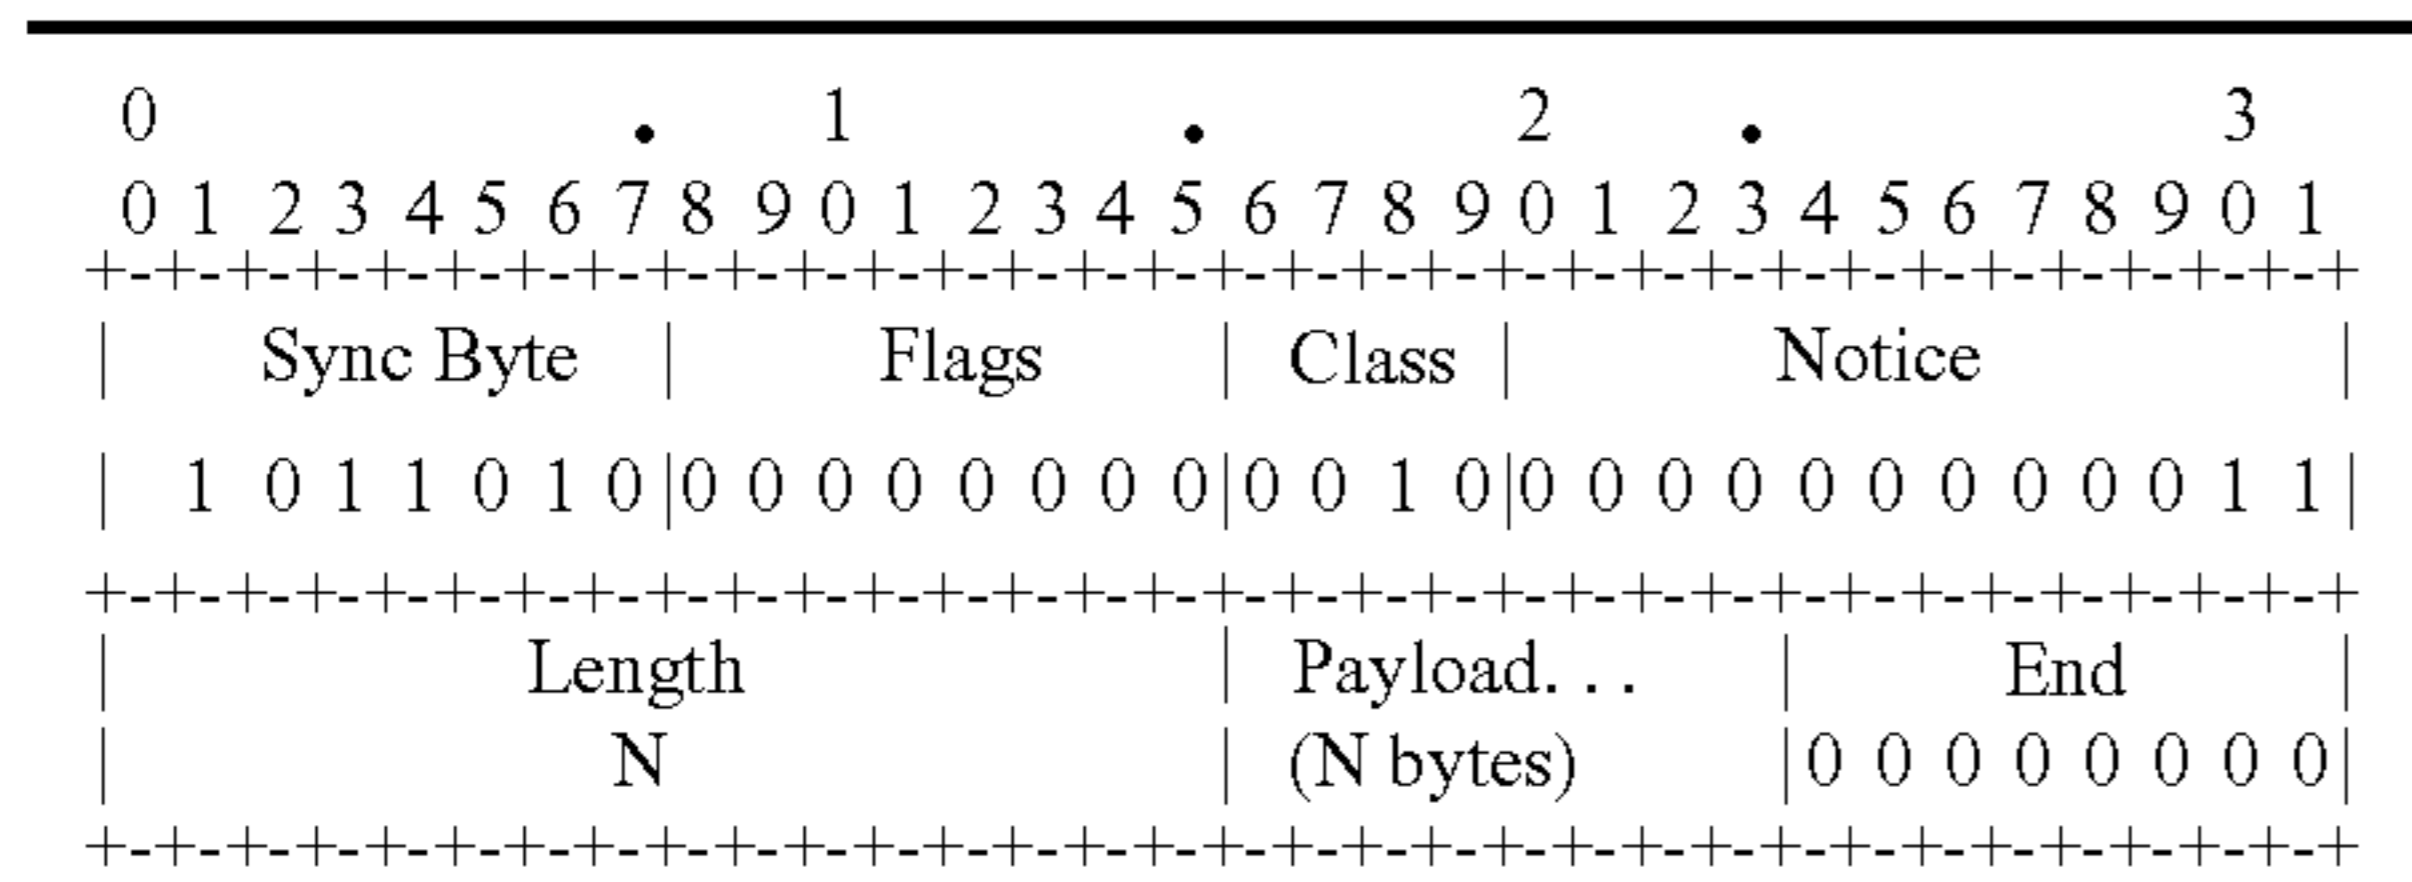 0 . 1 . 2 . 3
0 1 2 3 4 5 6 7 8 9 0 1 2 3 4 5 6 7 8 9 0 1 2 3 4 5 6 7 8 9 0 1
+-+-+-+-+-+-+-+-+-+-+-+-+-+-+-+-+-+-+-+-+-+-+-+-+-+-+-+-+-+-+-+-+
| Sync Byte | Flags | Class | Notice |
| 1 0 1 1 0 1 0|0 0 0 0 0 0 0 0|0 0 1 0|0 0 0 0 0 0 0 0 0 0 1 1|
+-+-+-+-+-+-+-+-+-+-+-+-+-+-+-+-+-+-+-+-+-+-+-+-+-+-+-+-+-+-+-+-+
| Length | Payload. . . | End |
| N | (N bytes) |0 0 0 0 0 0 0 0|
+-+-+-+-+-+-+-+-+-+-+-+-+-+-+-+-+-+-+-+-+-+-+-+-+-+-+-+-+-+-+-+-+